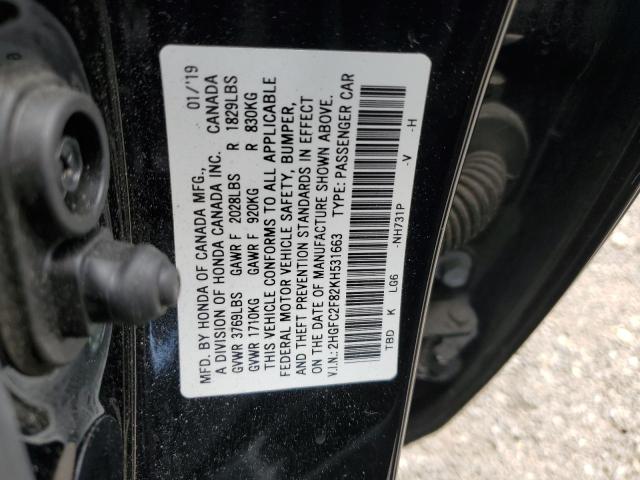 MFD. BY HONDA OF CANADA MFG., 01/'19
A DIVISION OF HONDA CANADA INC. CANADA
GVWR 3769LBS GAWR F 2028LBS R 1829LBS
GVWR 1710KG GAWR F 920KG R 830KG
THIS VEHICLE CONFORMS TO ALL APPLICABLE
FEDERAL MOTOR VEHICLE SAFETY, BUMPER,
AND THEFT PREVENTION STANDARDS IN EFFECT
ON THE DATE OF MANUFACTURE SHOWN ABOVE.
V.I.N.: 2HGFC2F82KH531663 TYPE: PASSENGER CAR
TBD K LG6 -NH731P -V -H